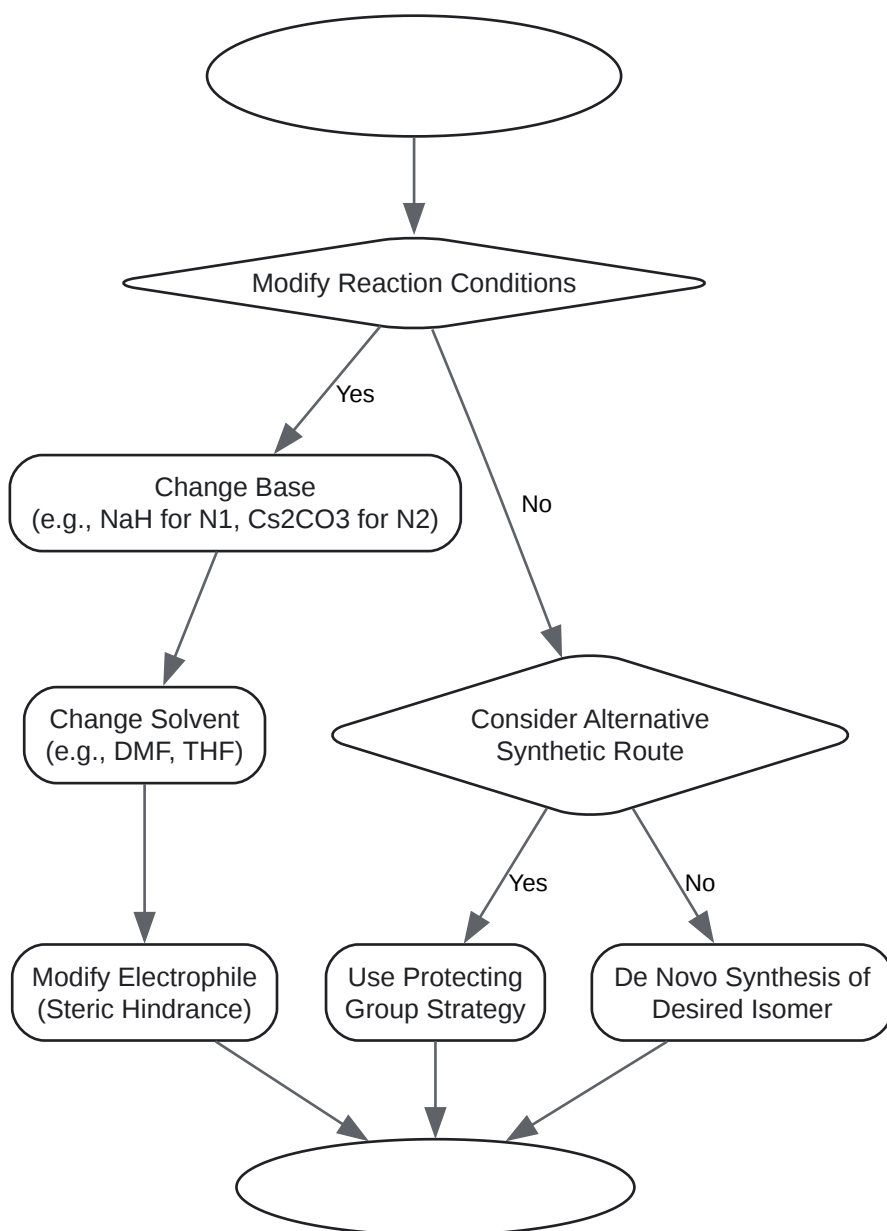 Modify Reaction Conditions
Yes
Change Base
(e.g., NaH for N1, Cs2CO3 for N2)
No
Change Solvent
(e.g., DMF, THF)
Consider Alternative
Synthetic Route
Yes
No
Modify Electrophile
(Steric Hindrance)
Use Protecting
Group Strategy
De Novo Synthesis of
Desired Isomer